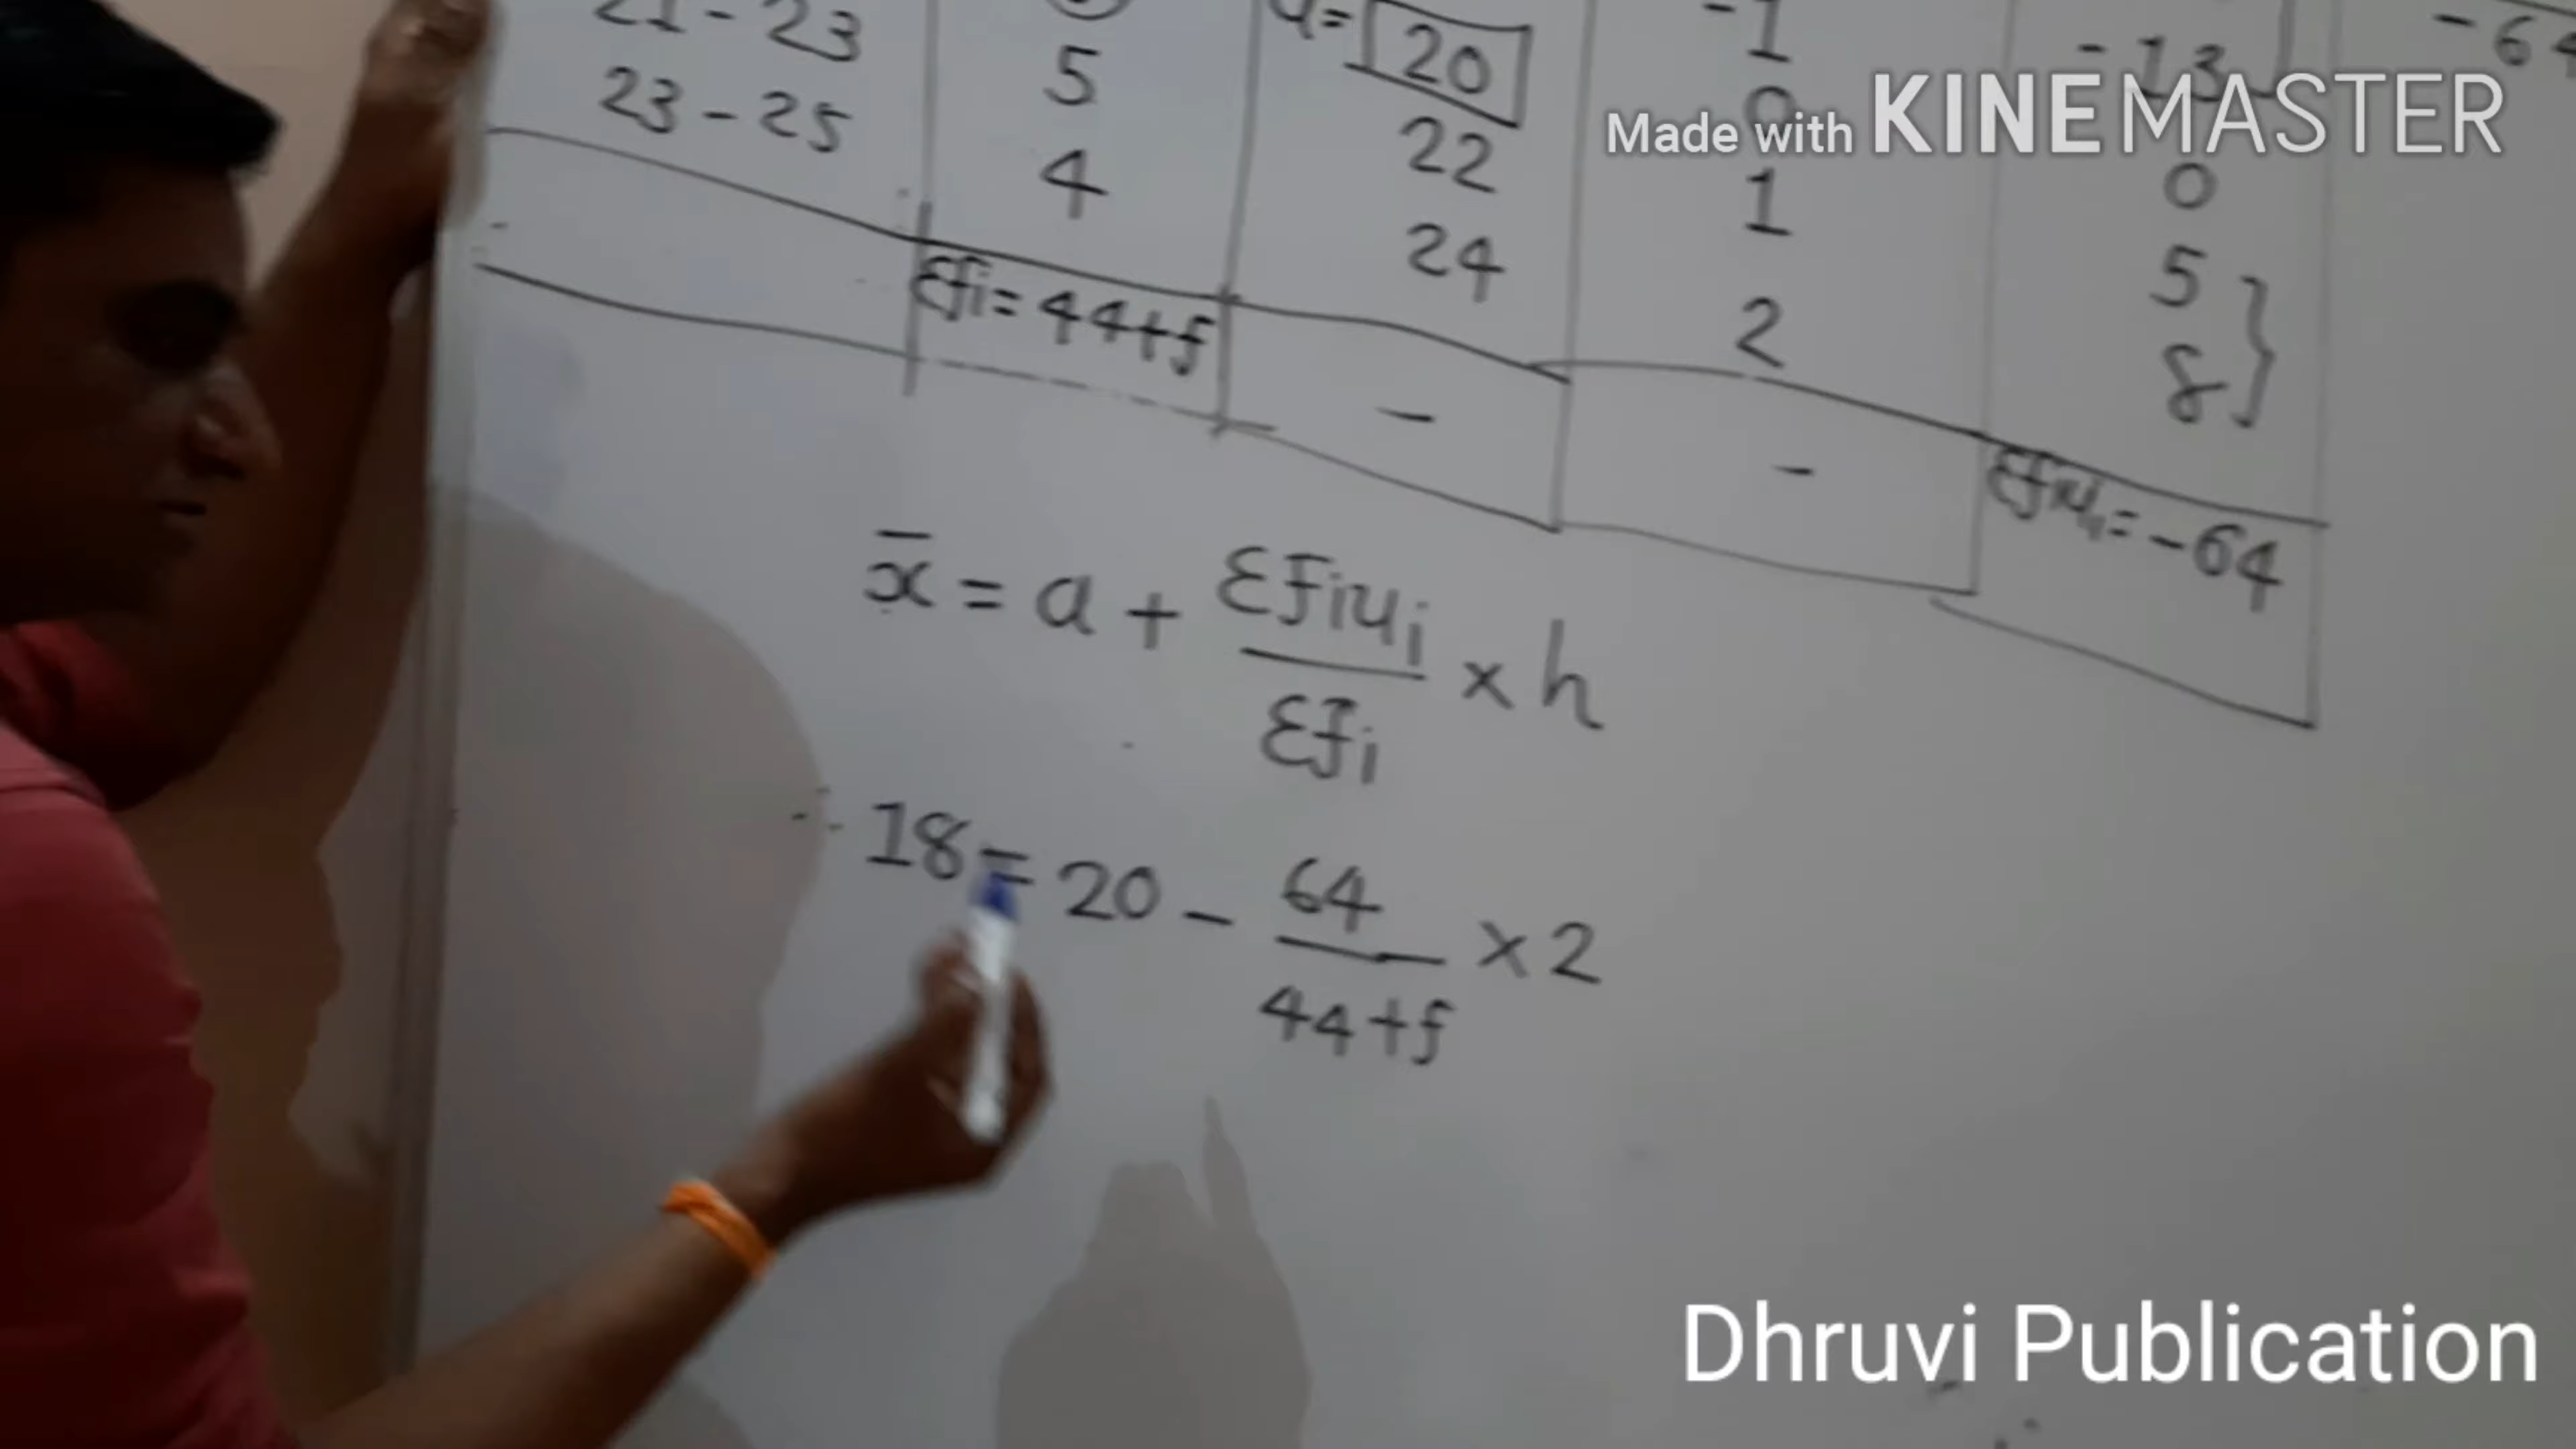 21 - 23
23 - 25
5
4
20
22
24
-1
0
1
2
-13
0
5
8
-64
Made with KINEMASTER
Σfi = 44+f
-
-
Σfiui = -64
x̄ = a + Σfiui / Σfi × h
∴ 18 = 20 - 64 / 44+f × 2
Dhruvi Publication